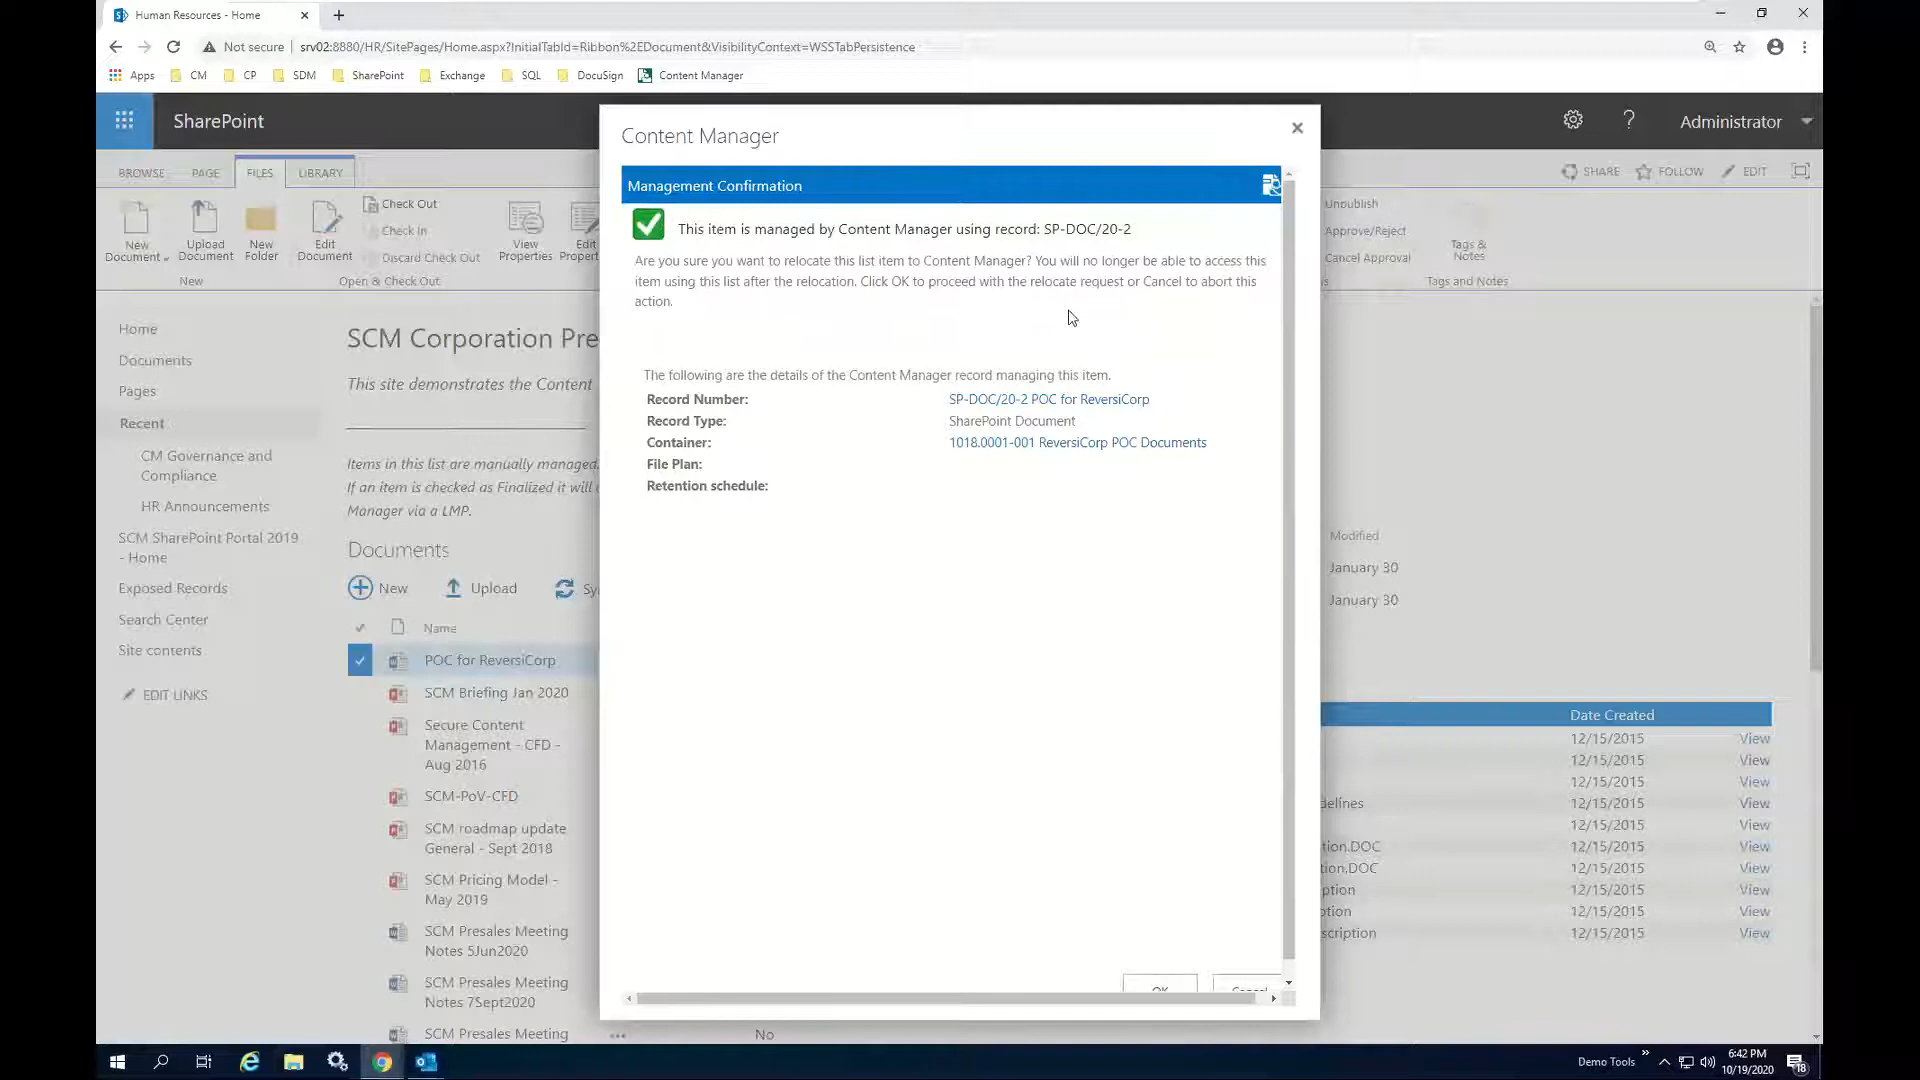 Human Resources - Home
Not secure
srv02:8880/HR/SitePages/Home.aspx?InitialTabId=Ribbon%2EDocument&VisibilityContext=WSSTabPersistence
Apps
CM
CP
SDM
SharePoint
Exchange
SQL
DocuSign
Content Manager
SharePoint
Administrator
BROWSE
PAGE
FILES
LIBRARY
SHARE
FOLLOW
EDIT
New
Document
Upload
Document
New
Folder
New
Edit
Document
Check Out
Check In
Discard Check Out
Open & Check Out
View
Properties
Edit
Unpublish
Approve/Reject
Cancel Approval
Tags &
Notes
Tags and Notes
Content Manager
Management Confirmation
This item is managed by Content Manager using record: SP-DOC/20-2
Are you sure you want to relocate this list item to Content Manager? You will no longer be able to access this
item using this list after the relocation. Click OK to proceed with the relocate request or Cancel to abort this
action.
The following are the details of the Content Manager record managing this item.
Record Number: SP-DOC/20-2 POC for ReversiCorp
Record Type: SharePoint Document
Container: 1018.0001-001 ReversiCorp POC Documents
File Plan:
Retention schedule:
OK
Cancel
Home
Documents
Pages
Recent
CM Governance and
Compliance
HR Announcements
SCM SharePoint Portal 2019
- Home
Exposed Records
Search Center
Site contents
EDIT LINKS
SCM Corporation Pre
This site demonstrates the Content
Items in this list are manually managed.
If an item is checked as Finalized it will
Manager via a LMP.
Documents
New
Upload
Sy
Name
POC for ReversiCorp
SCM Briefing Jan 2020
Secure Content
Management - CFD -
Aug 2016
SCM-PoV-CFD
SCM roadmap update
General - Sept 2018
SCM Pricing Model -
May 2019
SCM Presales Meeting
Notes 5Jun2020
SCM Presales Meeting
Notes 7Sept2020
SCM Presales Meeting
No
Modified
January 30
January 30
Date Created
12/15/2015 View
12/15/2015 View
12/15/2015 View
delines 12/15/2015 View
12/15/2015 View
tion.DOC 12/15/2015 View
tion.DOC 12/15/2015 View
ption 12/15/2015 View
ption 12/15/2015 View
scription 12/15/2015 View
Demo Tools
6:42 PM
10/19/2020
18